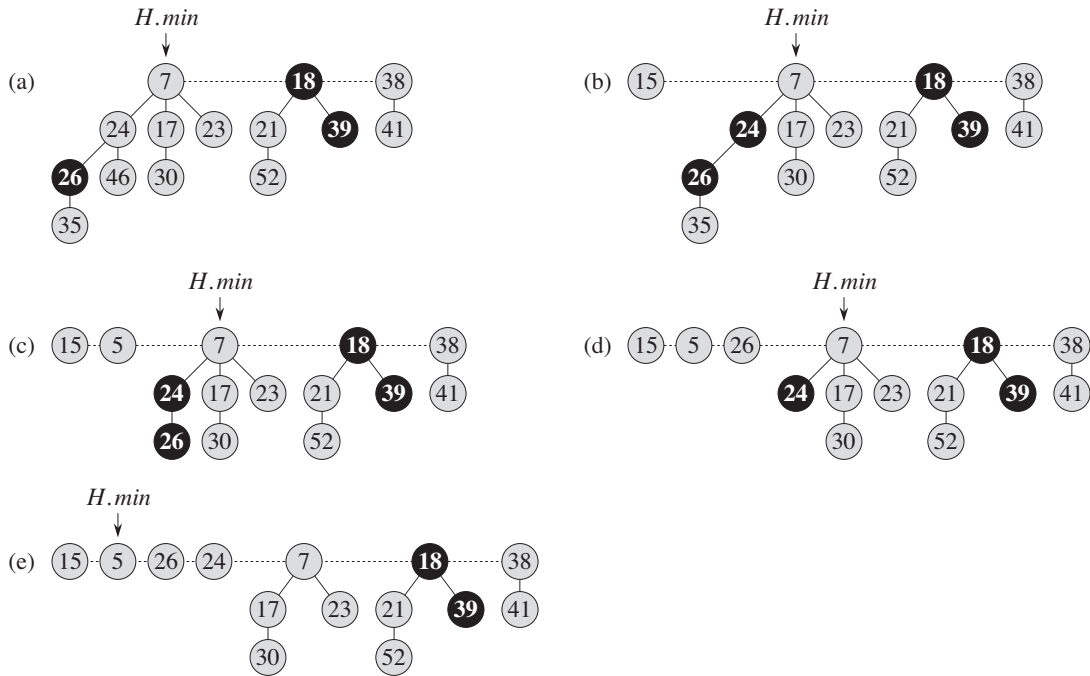 H.min
H.min
(a) 7 18 38
24 17 23 21 39 41
26 46 30 52
35
(b) 15 7 18 38
24 17 23 21 39 41
26 30 52
35
H.min
H.min
(c) 15 5 7 18 38
24 17 23 21 39 41
26 30 52
(d) 15 5 26 7 18 38
24 17 23 21 39 41
30 52
H.min
(e) 15 5 26 24 7 18 38
17 23 21 39 41
30 52